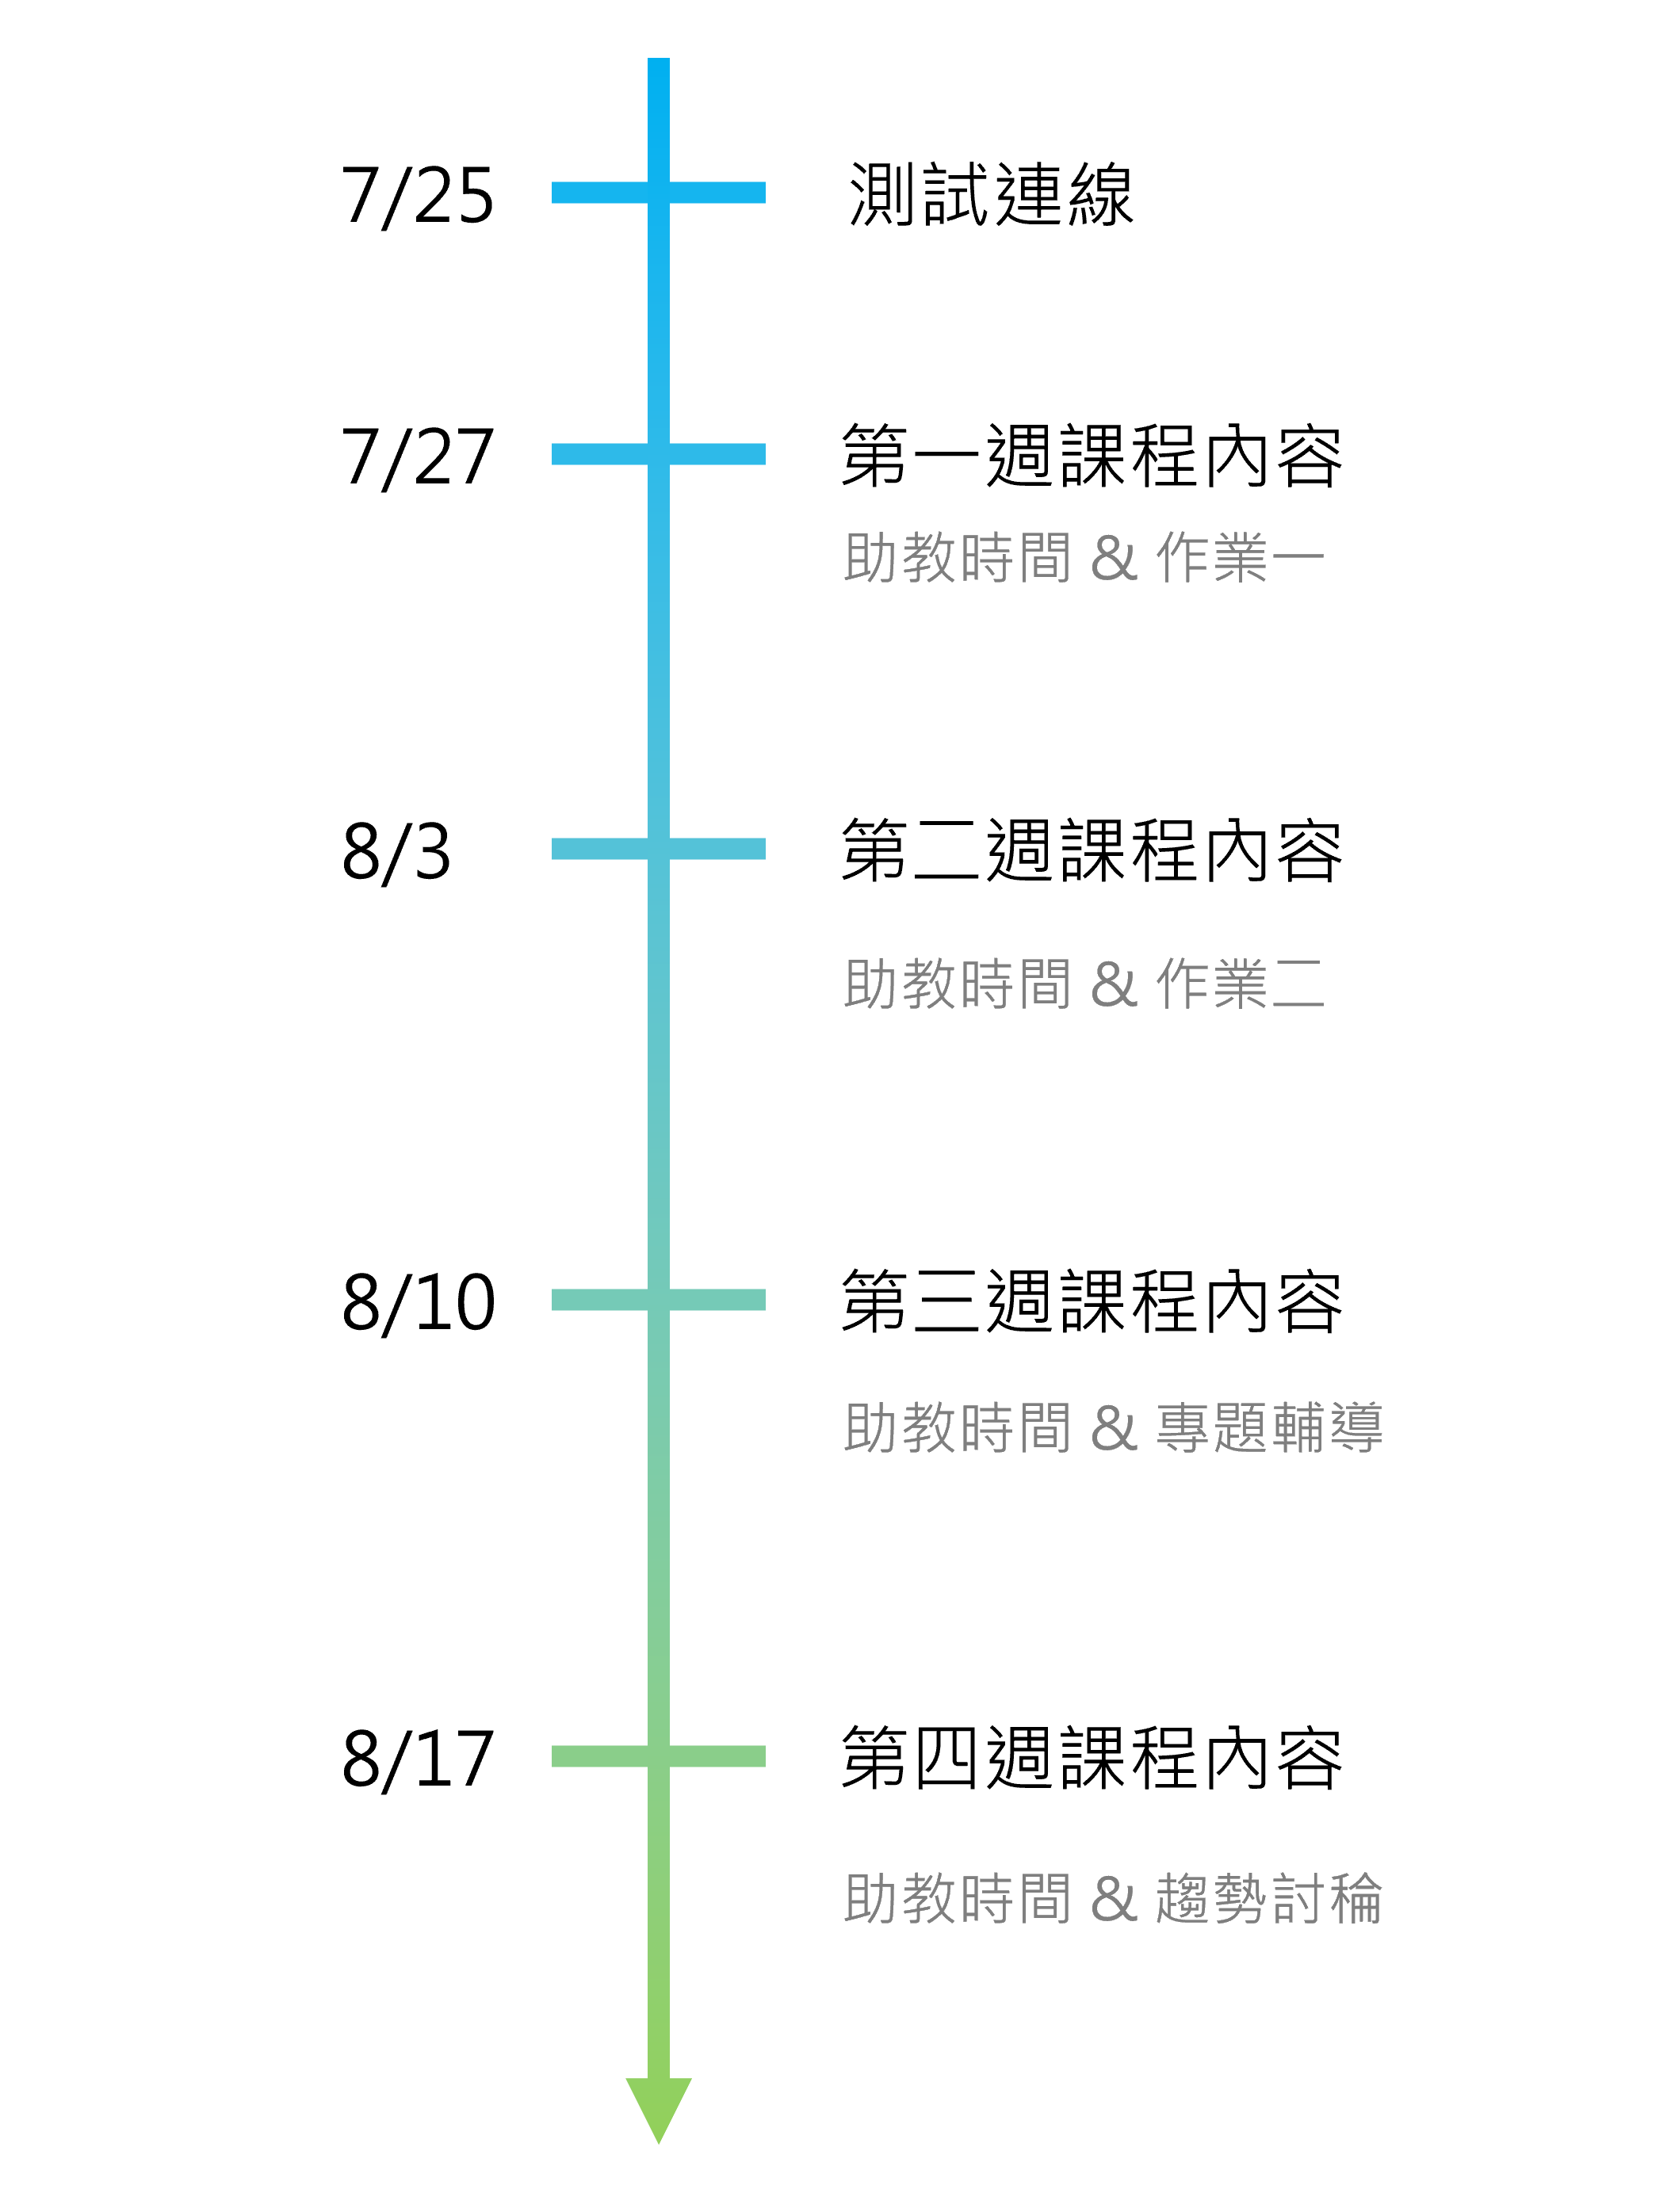 7/25 測試連線
7/27 第一週課程內容
助教時間 & 作業一
8/3 第二週課程內容
助教時間 & 作業二
8/10 第三週課程內容
助教時間 & 專題輔導
8/17 第四週課程內容
助教時間 & 趨勢討稐